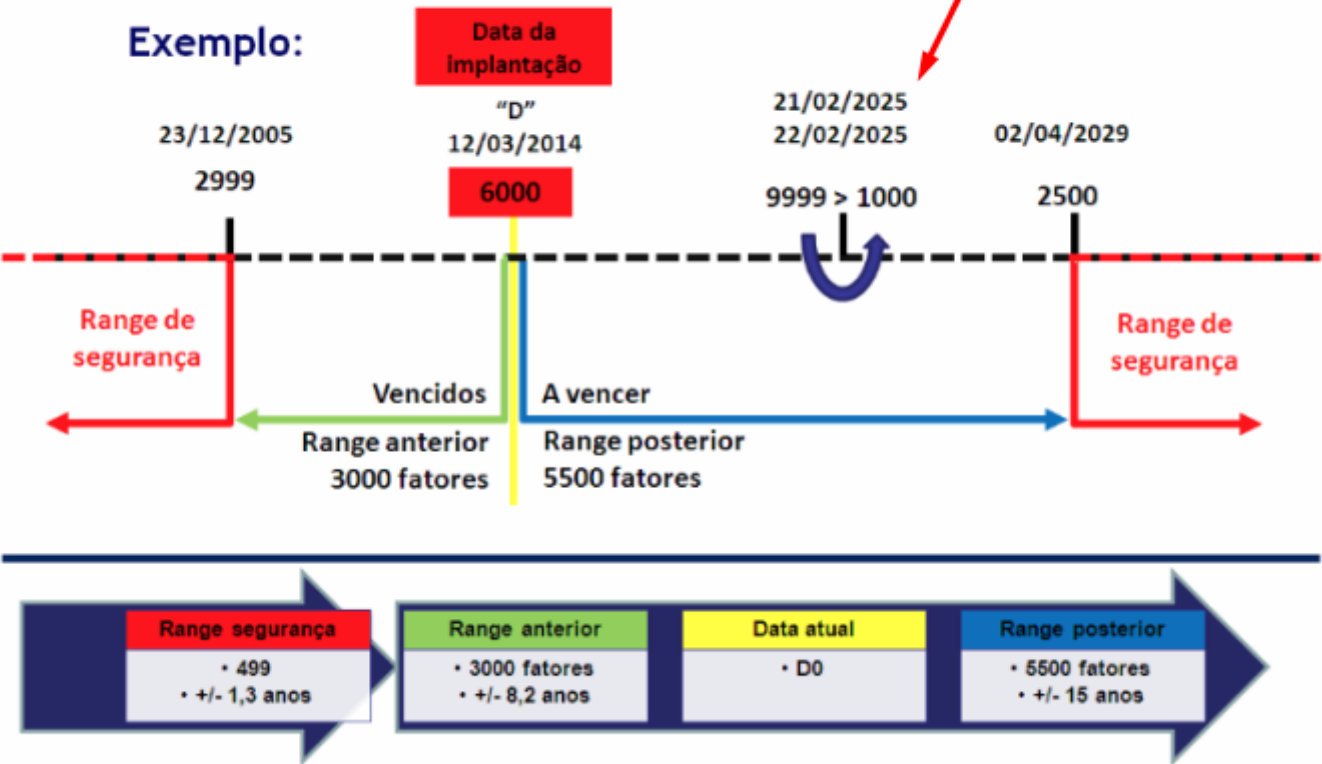 Exemplo:
Data da
implantação
"D"
12/03/2014
6000
23/12/2005
2999
21/02/2025
22/02/2025
9999 > 1000
02/04/2029
2500
Range de
segurança
Vencidos
Range anterior
3000 fatores
A vencer
Range posterior
5500 fatores
Range de
segurança
Range segurança
• 499
• +/- 1,3 anos
Range anterior
• 3000 fatores
• +/- 8,2 anos
Data atual
• D0
Range posterior
• 5500 fatores
• +/- 15 anos